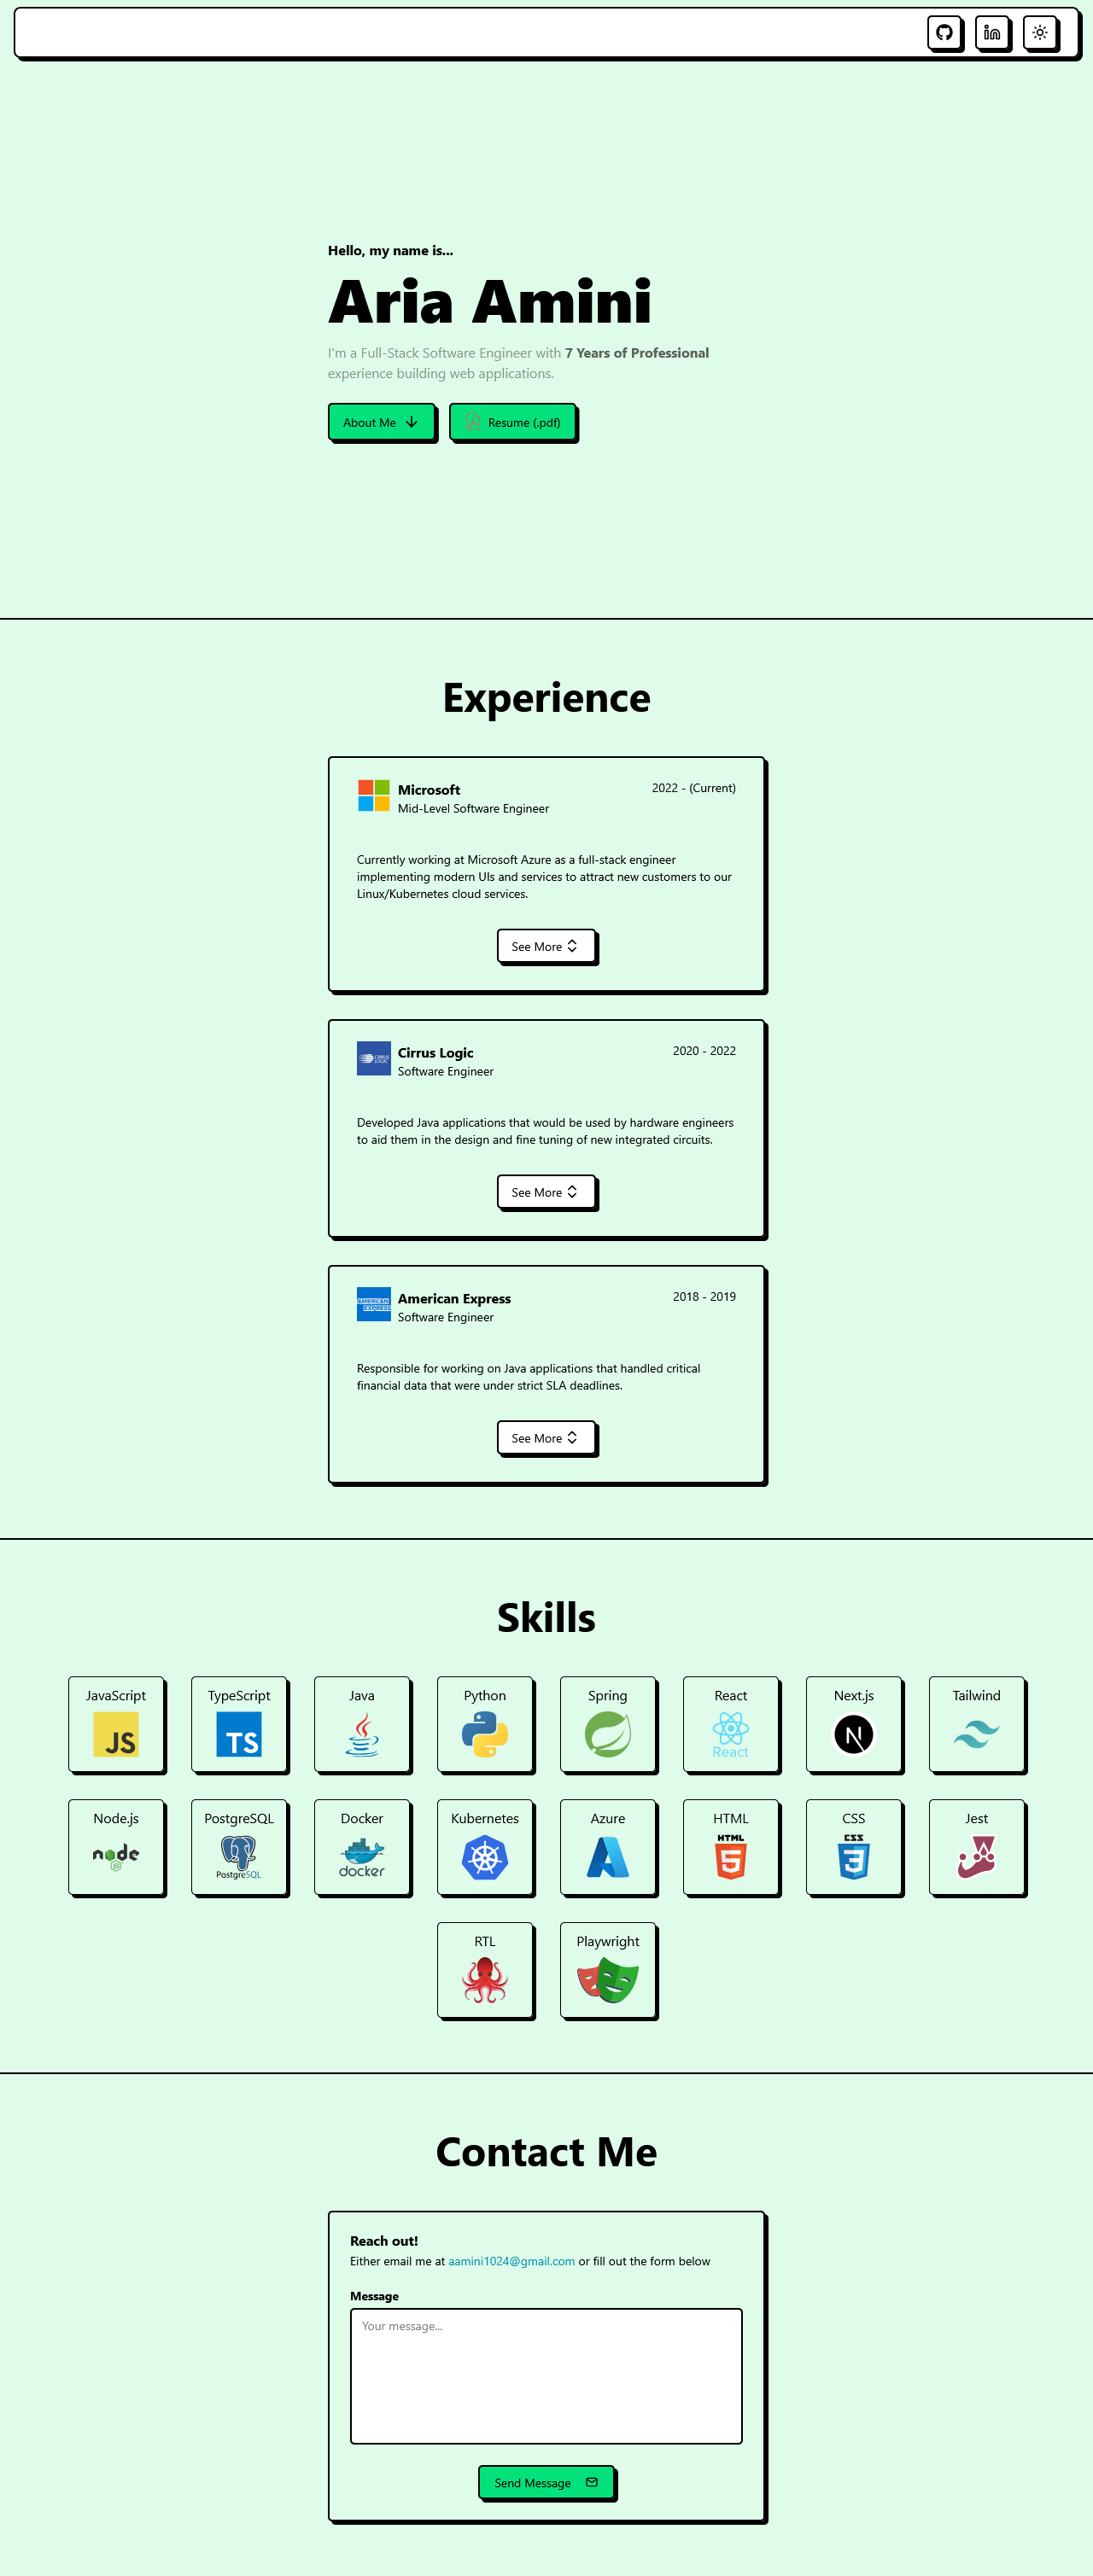 Hello, my name is...
Aria Amini
I'm a Full-Stack Software Engineer with 7 Years of Professional
experience building web applications.
About Me
Resume (.pdf)
Experience
Microsoft
2022 - (Current)
Mid-Level Software Engineer
Currently working at Microsoft Azure as a full-stack engineer
implementing modern UIs and services to attract new customers to our
Linux/Kubernetes cloud services.
See More
CIRRUS
LOGIC
Cirrus Logic
2020 - 2022
Software Engineer
Developed Java applications that would be used by hardware engineers
to aid them in the design and fine tuning of new integrated circuits.
See More
AMERICAN
EXPRESS
American Express
2018 - 2019
Software Engineer
Responsible for working on Java applications that handled critical
financial data that were under strict SLA deadlines.
See More
Skills
JavaScript
JS
TypeScript
TS
Java
Python
Spring
React
React
Next.js
N
Tailwind
Node.js
node
JS
PostgreSQL
PostgreSQL
Docker
docker
Kubernetes
Azure
HTML
HTML
5
CSS
CSS
3
Jest
RTL
Playwright
Contact Me
Reach out!
Either email me at aamini1024@gmail.com or fill out the form below
Message
Your message...
Send Message